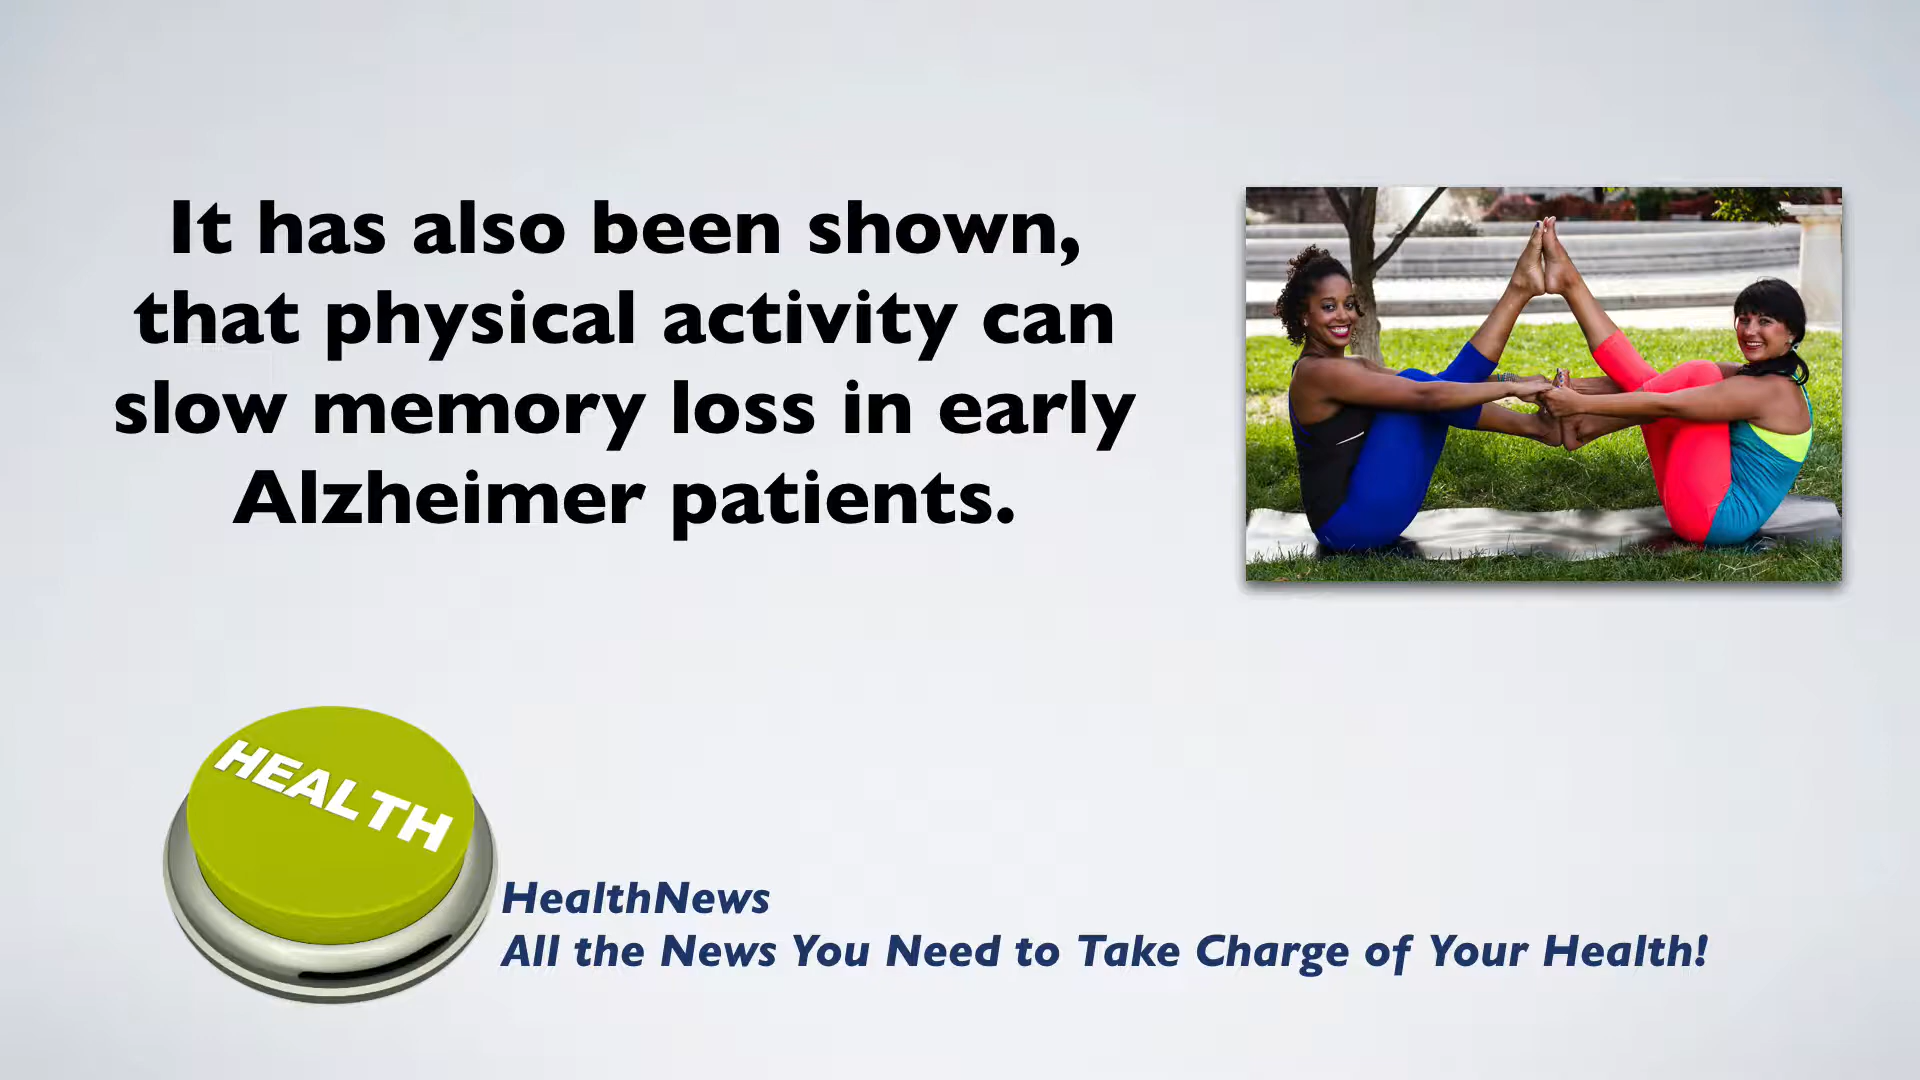 It has also been shown,
that physical activity can
slow memory loss in early
Alzheimer patients.
HEALTH
HealthNews
All the News You Need to Take Charge of Your Health!